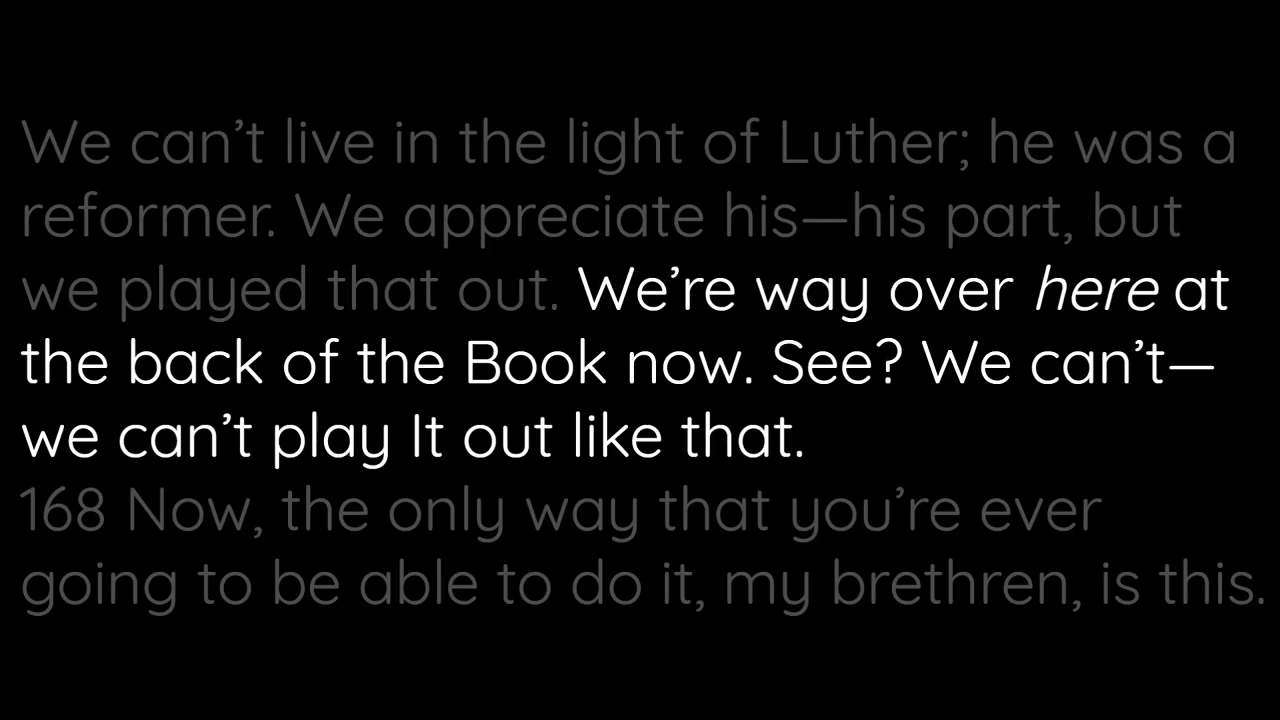 We can’t live in the light of Luther; he was a
reformer. We appreciate his—his part, but
we played that out. We’re way over here at
the back of the Book now. See? We can’t—
we can’t play It out like that.
168 Now, the only way that you’re ever
going to be able to do it, my brethren, is this.